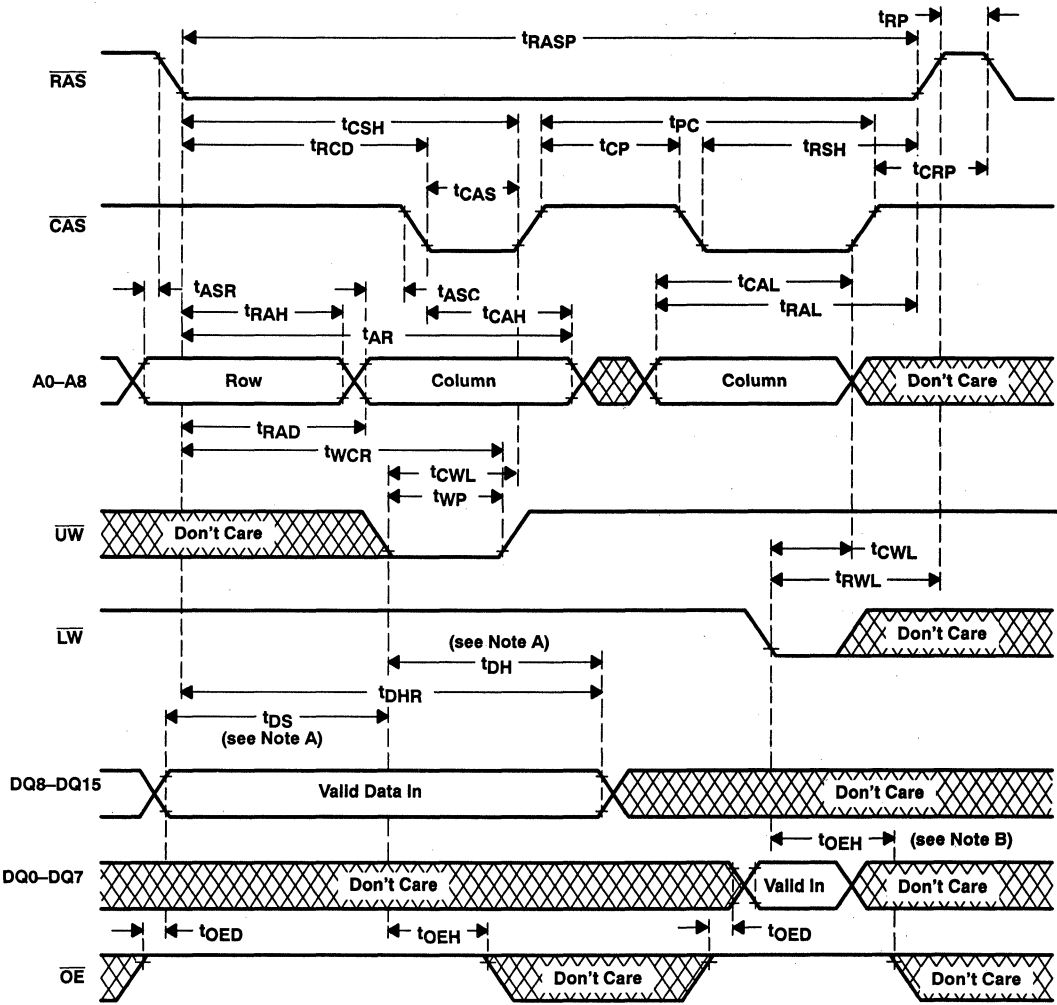 tRP
tRASP
RAS
tCSH
tPC
tRCD
tCP
tRSH
tCRP
tCAS
CAS
tASR
tASC
tCAL
tRAH
tCAH
tRAL
tAR
A0–A8
Row
Column
Column
Don't Care
tRAD
tWCR
tCWL
tWP
UW
Don't Care
tCWL
tRWL
LW
Don't Care
(see Note A)
tDH
tDHR
tDS
(see Note A)
DQ8–DQ15
Valid Data In
Don't Care
tOEH
(see Note B)
DQ0–DQ7
Don't Care
Valid In
Don't Care
tOED
tOEH
tOED
OE
Don't Care
Don't Care